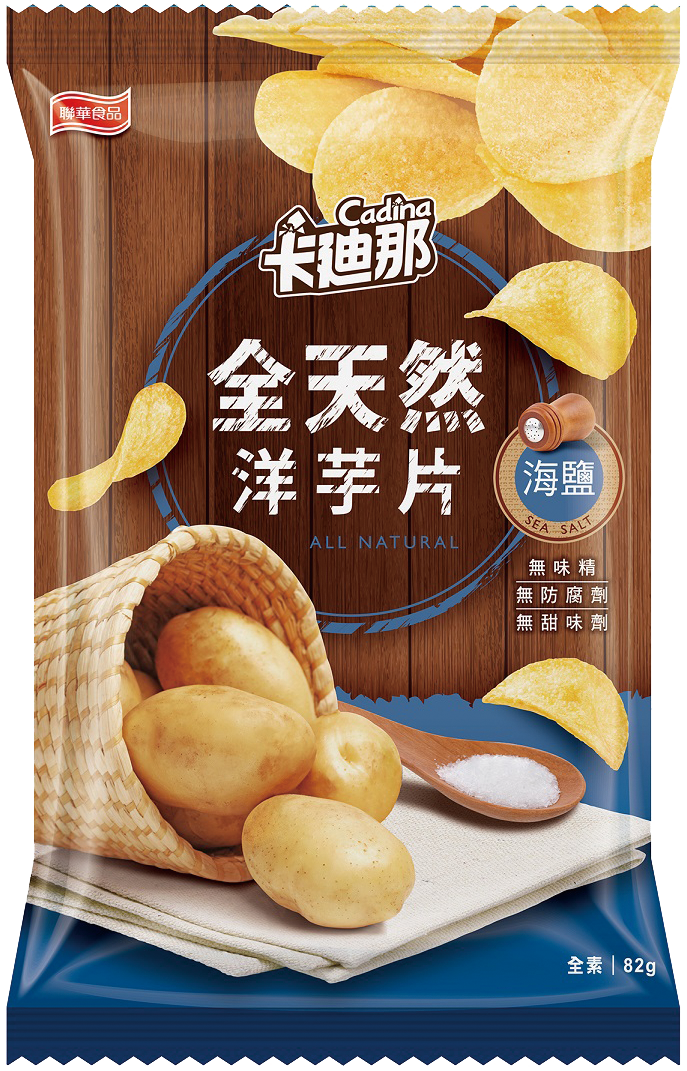 聯華食品
Cadina
卡迪那
全天然
洋芋片
ALL NATURAL
海鹽
SEA SALT
無味精
無防腐劑
無甜味劑
全素 | 82g